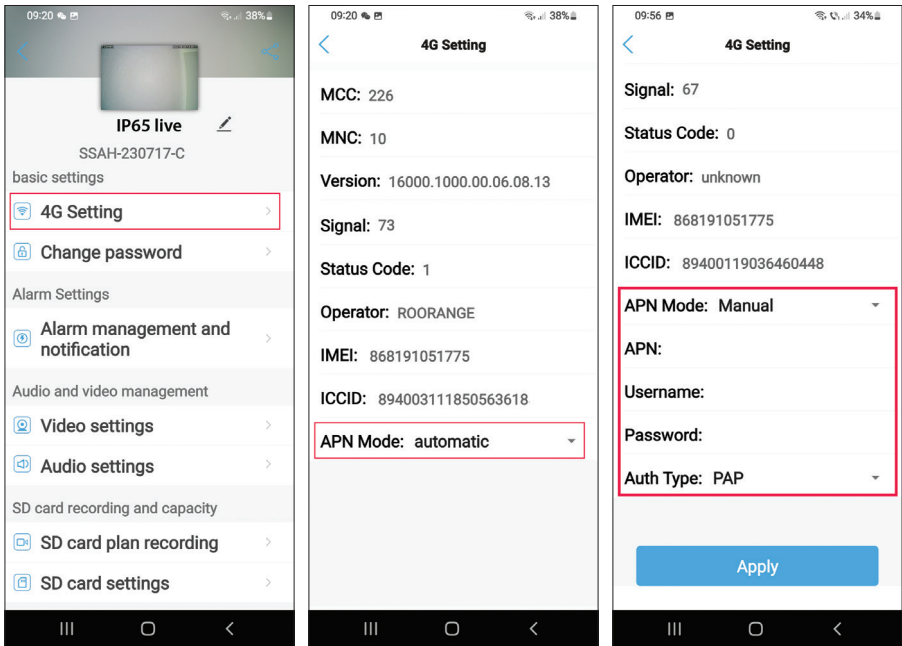 09:20
38%
IP65 live
SSAH-230717-C
basic settings
4G Setting
Change password
Alarm Settings
Alarm management and
notification
Audio and video management
Video settings
Audio settings
SD card recording and capacity
SD card plan recording
SD card settings
09:20
38%
4G Setting
MCC: 226
MNC: 10
Version: 16000.1000.00.06.08.13
Signal: 73
Status Code: 1
Operator: ROORANGE
IMEI: 868191051775
ICCID: 894003111850563618
APN Mode: automatic
09:56
34%
4G Setting
Signal: 67
Status Code: 0
Operator: unknown
IMEI: 868191051775
ICCID: 89400119036460448
APN Mode: Manual
APN:
Username:
Password:
Auth Type: PAP
Apply